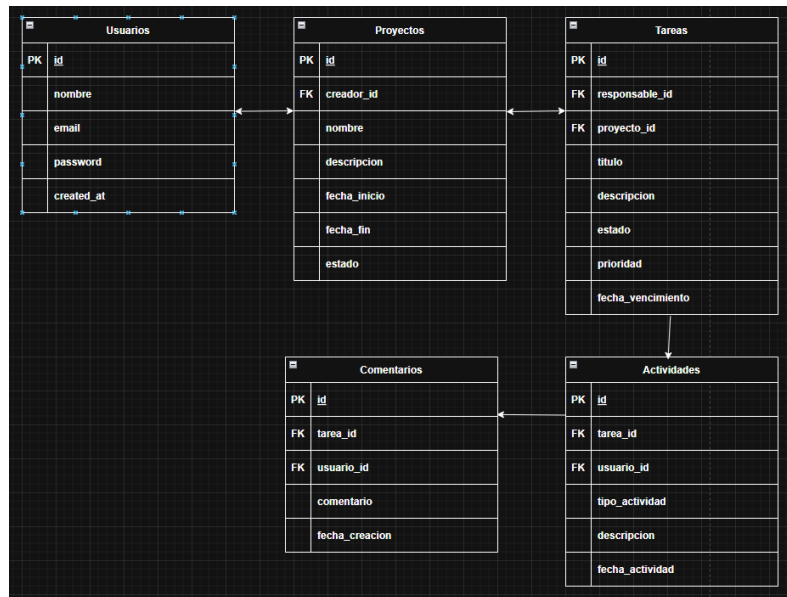 Usuarios
PK id
nombre
email
password
created_at
Proyectos
PK id
FK creador_id
nombre
descripcion
fecha_inicio
fecha_fin
estado
Tareas
PK id
FK responsable_id
FK proyecto_id
titulo
descripcion
estado
prioridad
fecha_vencimiento
Comentarios
PK id
FK tarea_id
FK usuario_id
comentario
fecha_creacion
Actividades
PK id
FK tarea_id
FK usuario_id
tipo_actividad
descripcion
fecha_actividad